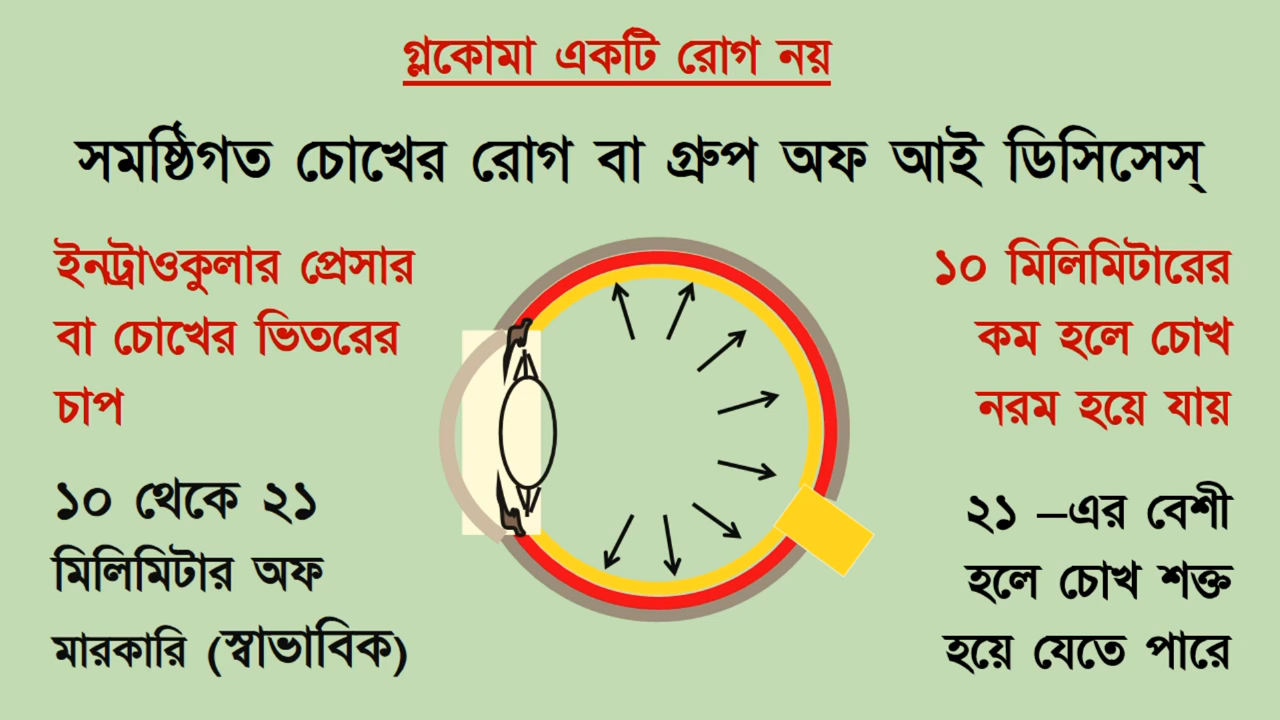 গ্লকোমা একটি রোগ নয়
সমষ্ঠিগত চোখের রোগ বা গ্রুপ অফ আই ডিসিসেস্
ইনট্রাওকুলার প্রেসার
বা চোখের ভিতরের
চাপ
১০ থেকে ২১
মিলিমিটার অফ
মারকারি (স্বাভাবিক)
১০ মিলিমিটারের
কম হলে চোখ
নরম হয়ে যায়
২১ –এর বেশী
হলে চোখ শক্ত
হয়ে যেতে পারে